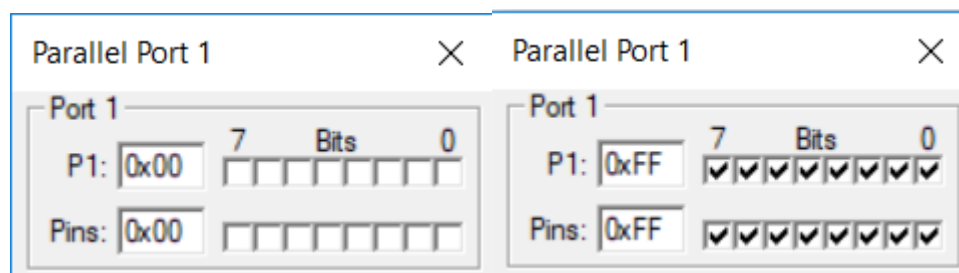 Parallel Port 1
Port 1
7 Bits 0
P1: 0x00
Pins: 0x00
Parallel Port 1
Port 1
7 Bits 0
P1: 0xFF
Pins: 0xFF